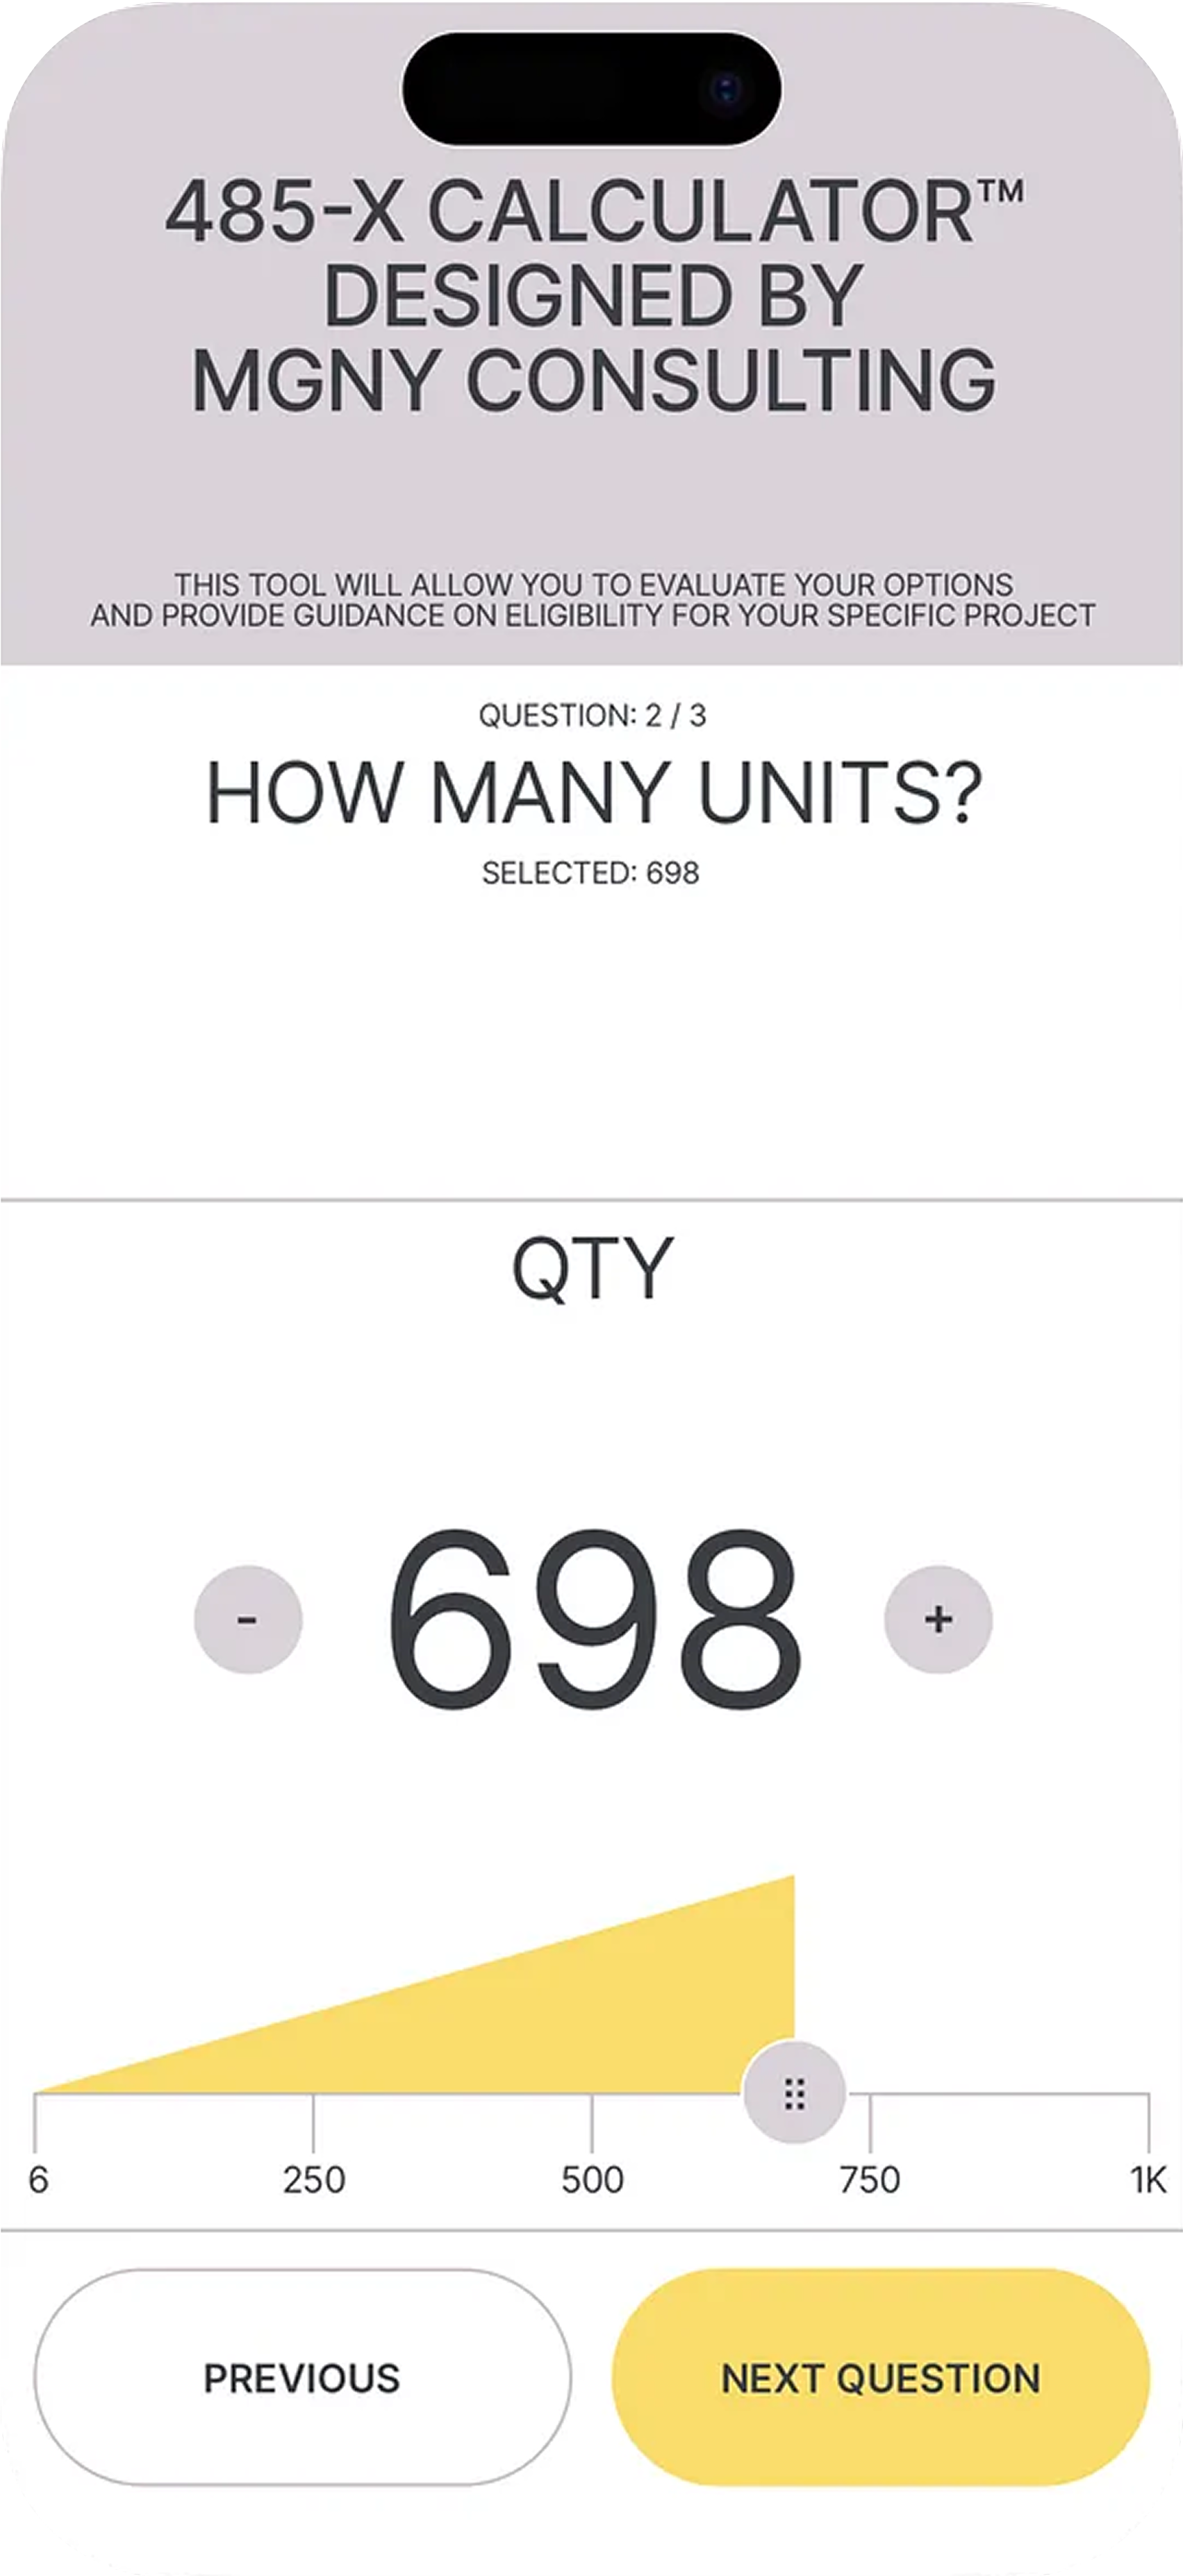 485-X CALCULATOR™
DESIGNED BY
MGNY CONSULTING
THIS TOOL WILL ALLOW YOU TO EVALUATE YOUR OPTIONS
AND PROVIDE GUIDANCE ON ELIGIBILITY FOR YOUR SPECIFIC PROJECT
QUESTION: 2 / 3
HOW MANY UNITS?
SELECTED: 698
QTY
- 698 +
6 250 500 750 1K
PREVIOUS NEXT QUESTION